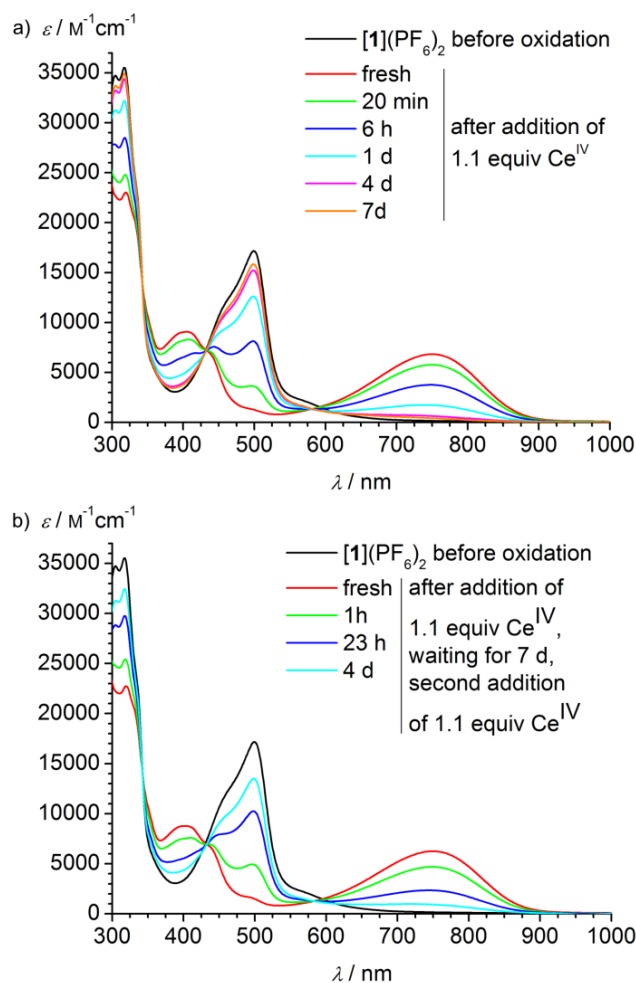 a) ε / M⁻¹cm⁻¹
35000
30000
25000
20000
15000
10000
5000
0
[1](PF₆)₂ before oxidation
fresh
20 min
6 h
1 d
4 d
7d
after addition of
1.1 equiv Ceᴵⱽ
300 400 500 600 700 800 900 1000
λ / nm
b) ε / M⁻¹cm⁻¹
35000
30000
25000
20000
15000
10000
5000
0
[1](PF₆)₂ before oxidation
fresh
1h
23 h
4 d
after addition of
1.1 equiv Ceᴵⱽ,
waiting for 7 d,
second addition
of 1.1 equiv Ceᴵⱽ
300 400 500 600 700 800 900 1000
λ / nm